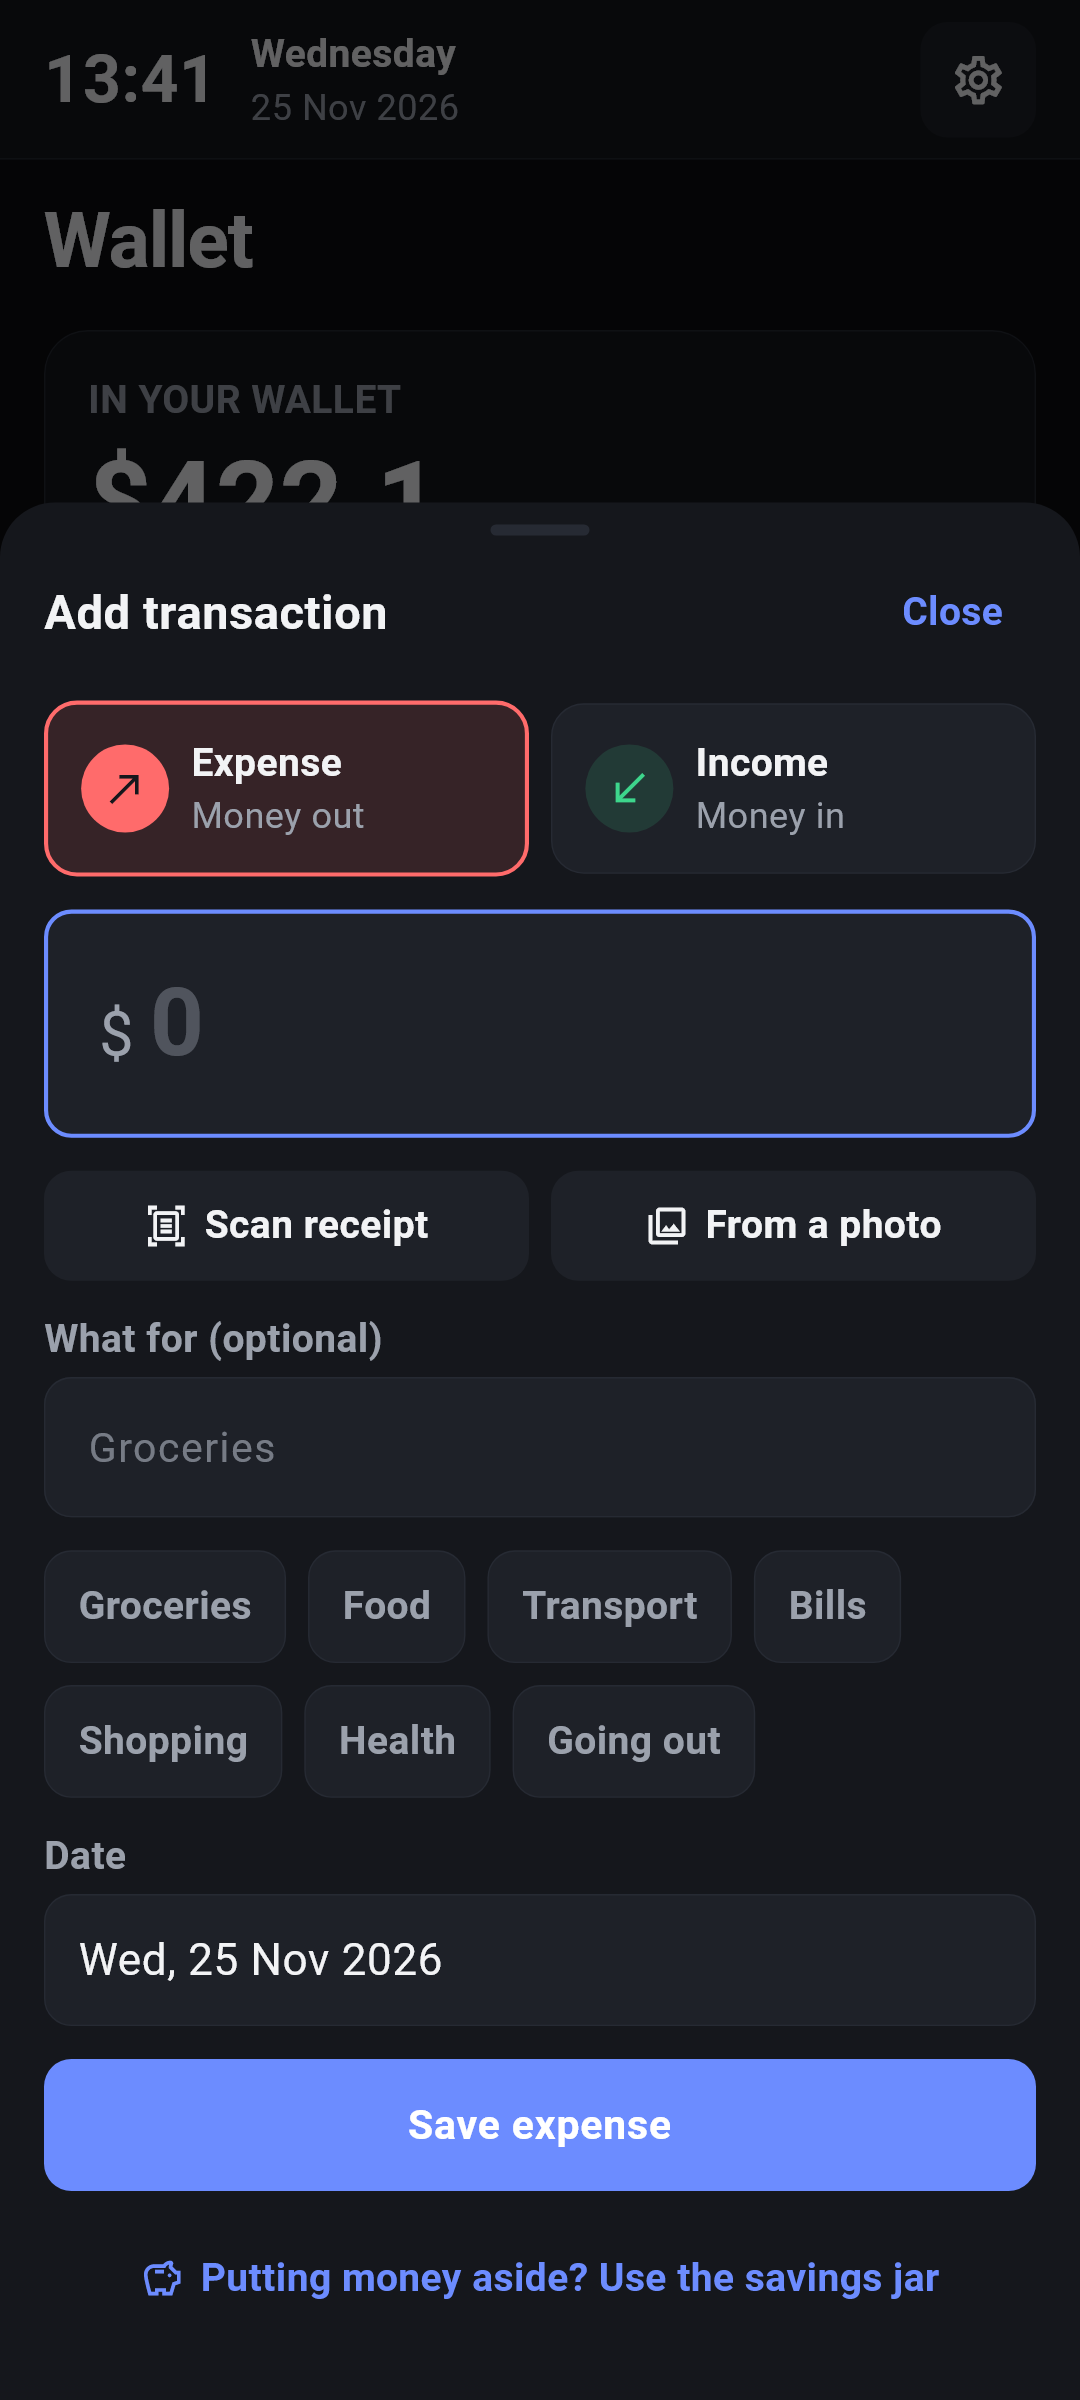 13:41
Wednesday
25 Nov 2026
Wallet
IN YOUR WALLET
Add transaction
Close
Expense
Money out
Income
Money in
$ 0
Scan receipt
From a photo
What for (optional)
Groceries
Groceries
Food
Transport
Bills
Shopping
Health
Going out
Date
Wed, 25 Nov 2026
Save expense
Putting money aside? Use the savings jar